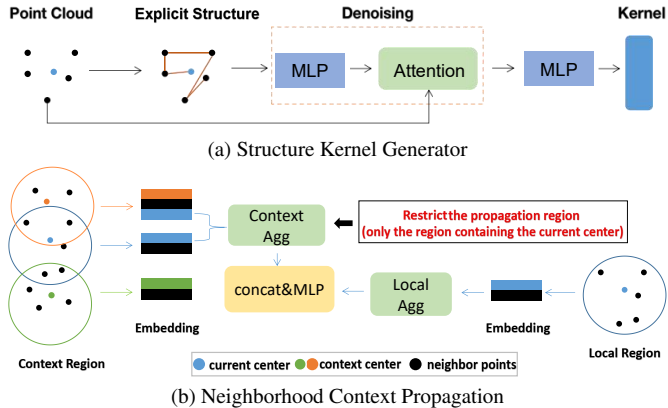 Point Cloud
Explicit Structure
Denoising
Kernel
MLP
Attention
MLP
(a) Structure Kernel Generator
Context
Agg
Restrict the propagation region
(only the region containing the current center)
concat&MLP
Local
Agg
Embedding
Embedding
Context Region
Local Region
current center
context center
neighbor points
(b) Neighborhood Context Propagation